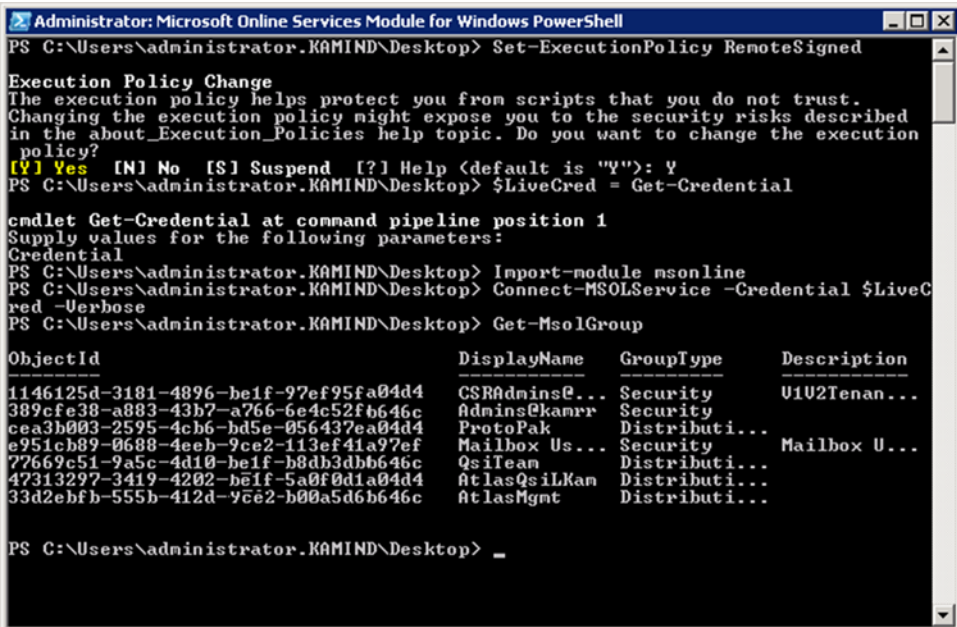 Administrator: Microsoft Online Services Module for Windows PowerShell
PS C:\Users\administrator.KAMIND\Desktop> Set-ExecutionPolicy RemoteSigned
Execution Policy Change
The execution policy helps protect you from scripts that you do not trust.
Changing the execution policy might expose you to the security risks described
in the about_Execution_Policies help topic. Do you want to change the execution
policy?
[Y] Yes [N] No [S] Suspend [?] Help (default is "Y"): Y
PS C:\Users\administrator.KAMIND\Desktop> $LiveCred = Get-Credential
cmdlet Get-Credential at command pipeline position 1
Supply values for the following parameters:
Credential
PS C:\Users\administrator.KAMIND\Desktop> Import-module msonline
PS C:\Users\administrator.KAMIND\Desktop> Connect-MSOLService -Credential $LiveC
red -Verbose
PS C:\Users\administrator.KAMIND\Desktop> Get-MsolGroup
ObjectId DisplayName GroupType Description
-------- ----------- --------- -----------
1146125d-3181-4896-be1f-97ef95fa04d4 CSRAdmins@... Security V1V2Tenan...
389cfe38-a883-43b7-a766-6e4c52fb646c Admins@kamrr Security
cea3b003-2595-4cb6-bd5e-056437ea04d4 ProtoPak Distributi...
e951cb89-0688-4eeb-9ce2-113ef41a97ef Mailbox Us... Security Mailbox U...
77669c51-9a5c-4d10-be1f-b8db3dbb646c QsiTeam Distributi...
47313297-3419-4202-be1f-5a0f0d1a04d4 AtlasQsiLKam Distributi...
33d2ebfb-555b-412d-9ce2-b00a5d6b646c AtlasMgmt Distributi...
PS C:\Users\administrator.KAMIND\Desktop> _